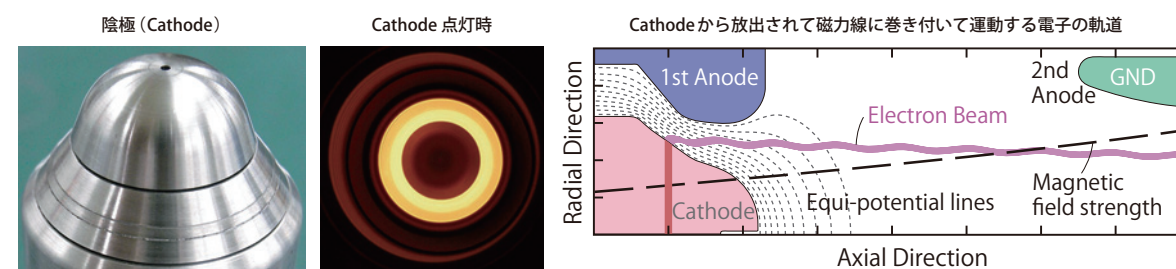 陰極（Cathode）
Cathode 点灯時
Cathodeから放出されて磁力線に巻き付いて運動する電子の軌道
1st Anode
2nd
Anode
GND
Electron Beam
Radial Direction
Cathode
Equi-potential lines
Magnetic
field strength
Axial Direction